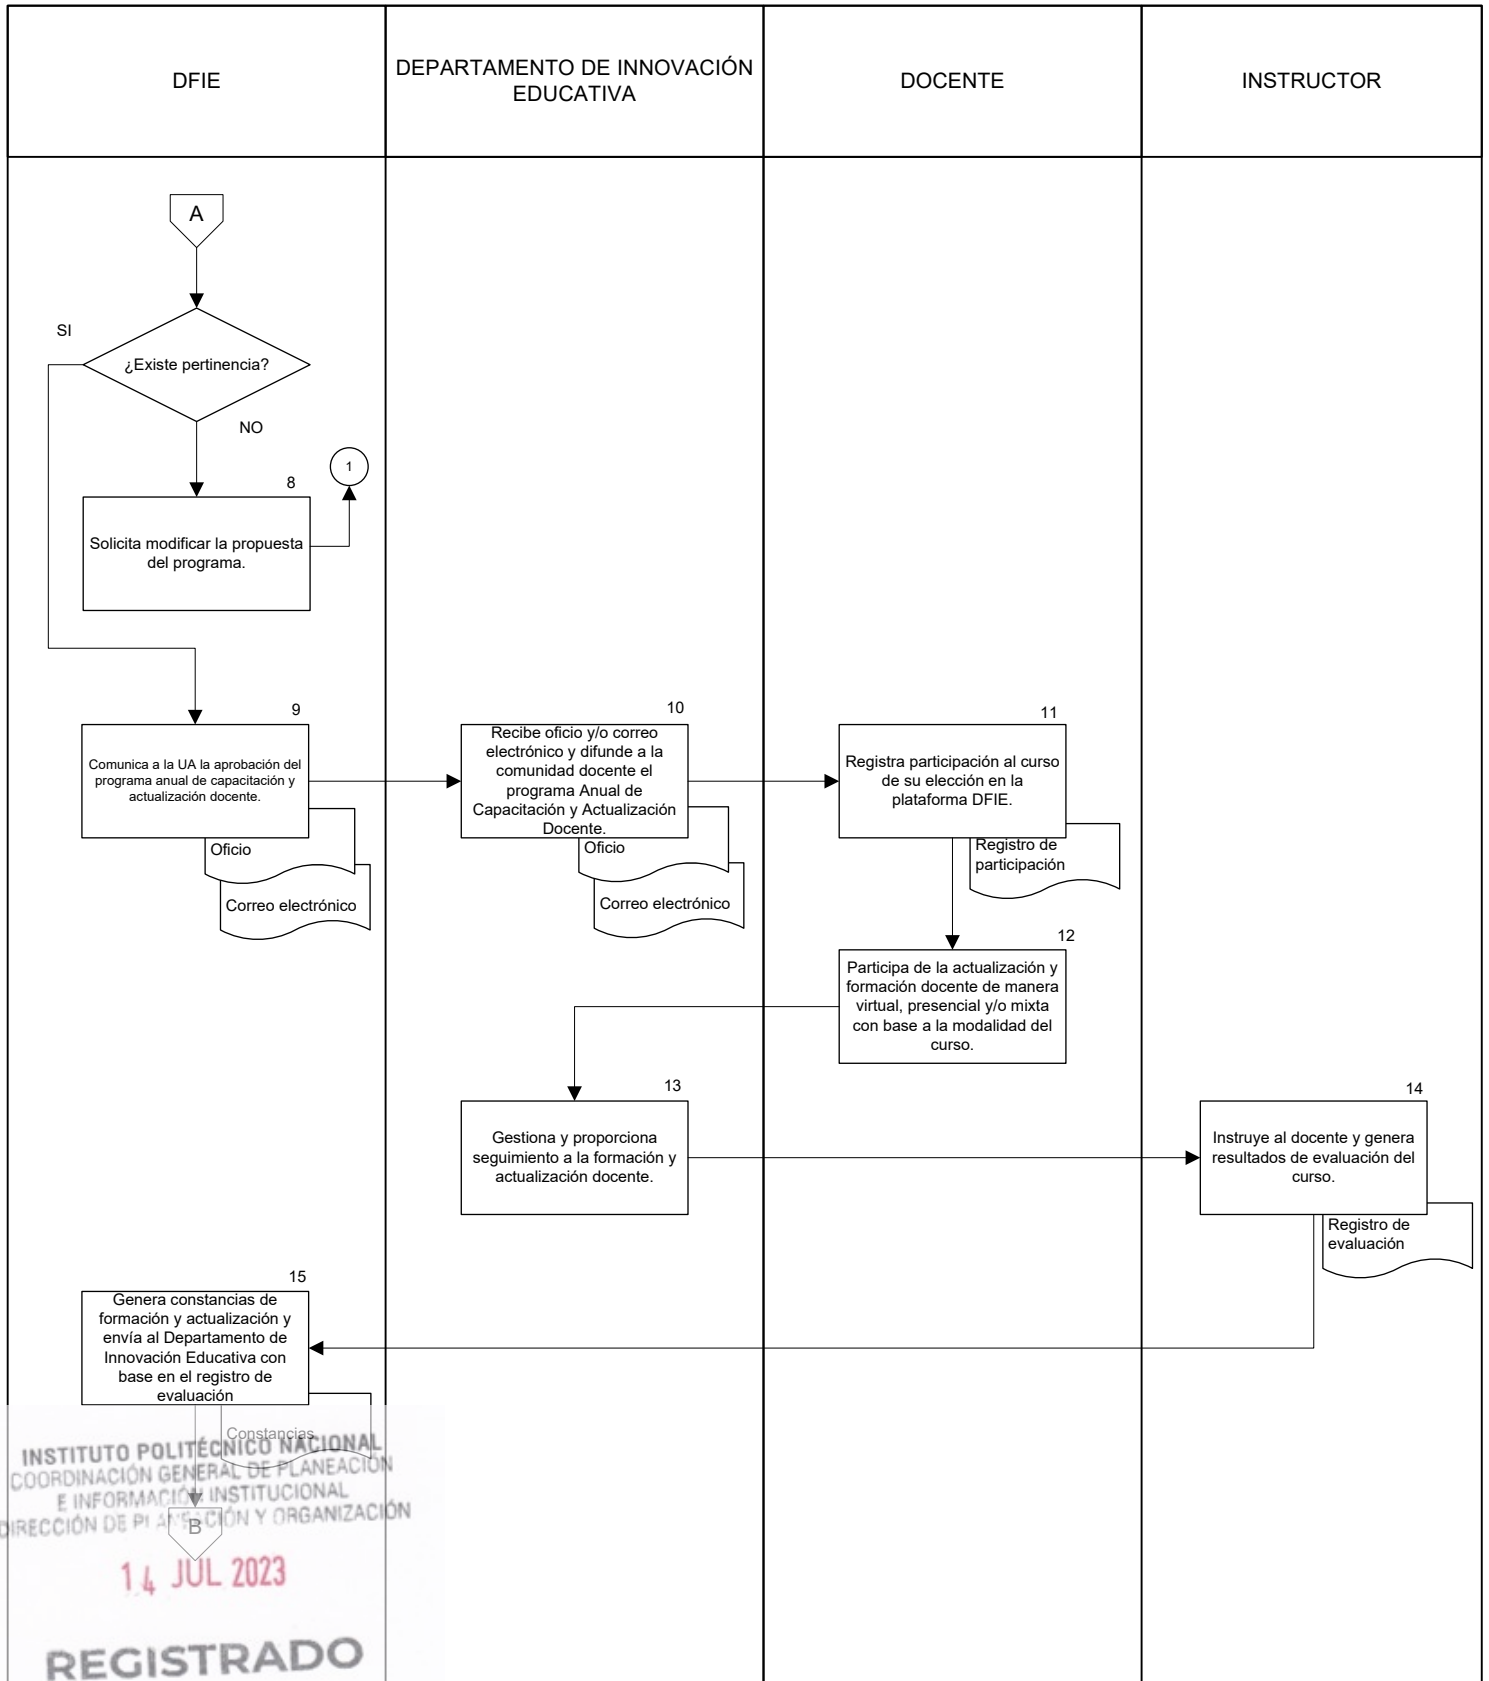 DFIE
DEPARTAMENTO DE INNOVACIÓN
EDUCATIVA
DOCENTE
INSTRUCTOR
A
SI
¿Existe pertinencia?
NO
1
8
Solicita modificar la propuesta
del programa.
9
Comunica a la UA la aprobación del
programa anual de capacitación y
actualización docente.
Oficio
Correo electrónico
10
Recibe oficio y/o correo
electrónico y difunde a la
comunidad docente el
programa Anual de
Capacitación y Actualización
Docente.
Oficio
Correo electrónico
11
Registra participación al curso
de su elección en la
plataforma DFIE.
Registro de
participación
12
Participa de la actualización y
formación docente de manera
virtual, presencial y/o mixta
con base a la modalidad del
curso.
13
Gestiona y proporciona
seguimiento a la formación y
actualización docente.
14
Instruye al docente y genera
resultados de evaluación del
curso.
Registro de
evaluación
15
Genera constancias de
formación y actualización y
envía al Departamento de
Innovación Educativa con
base en el registro de
evaluación
Constancias
B
INSTITUTO POLITÉCNICO NACIONAL
COORDINACIÓN GENERAL DE PLANEACIÓN
E INFORMACIÓN INSTITUCIONAL
DIRECCIÓN DE PLANEACIÓN Y ORGANIZACIÓN
14 JUL 2023
REGISTRADO